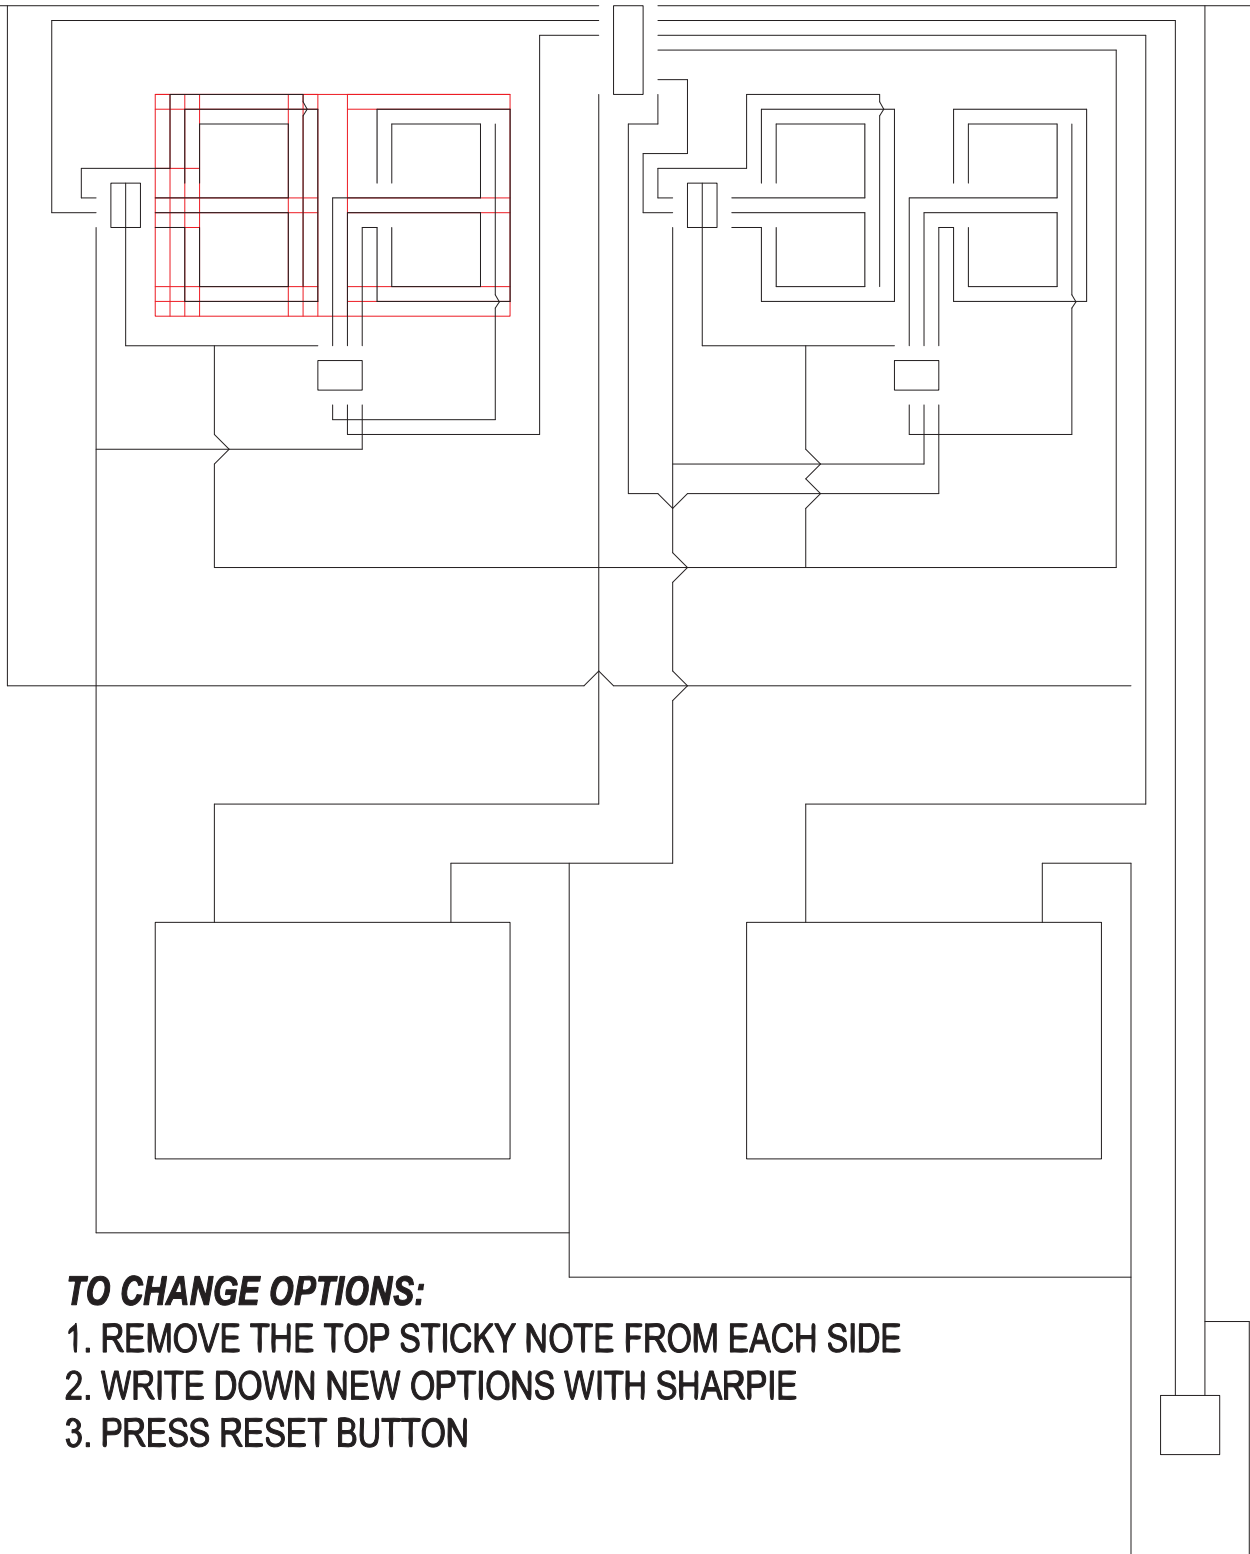 TO CHANGE OPTIONS:
1. REMOVE THE TOP STICKY NOTE FROM EACH SIDE
2. WRITE DOWN NEW OPTIONS WITH SHARPIE
3. PRESS RESET BUTTON